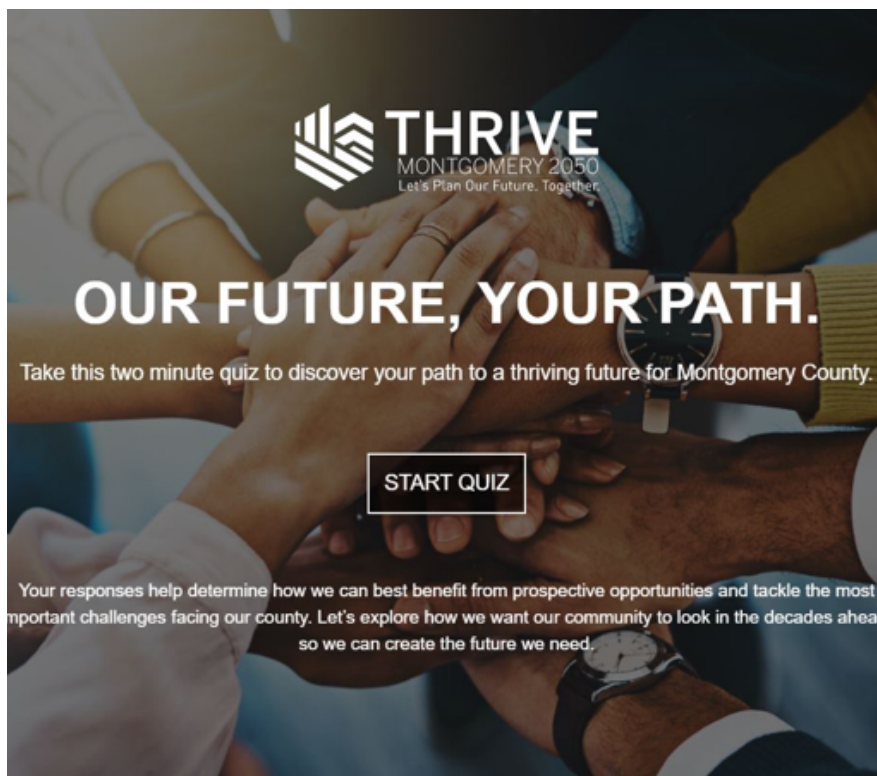 THRIVE
MONTGOMERY 2050
Let's Plan Our Future. Together.
OUR FUTURE, YOUR PATH.
Take this two minute quiz to discover your path to a thriving future for Montgomery County.
START QUIZ
Your responses help determine how we can best benefit from prospective opportunities and tackle the most
mportant challenges facing our county. Let's explore how we want our community to look in the decades ahea
so we can create the future we need.